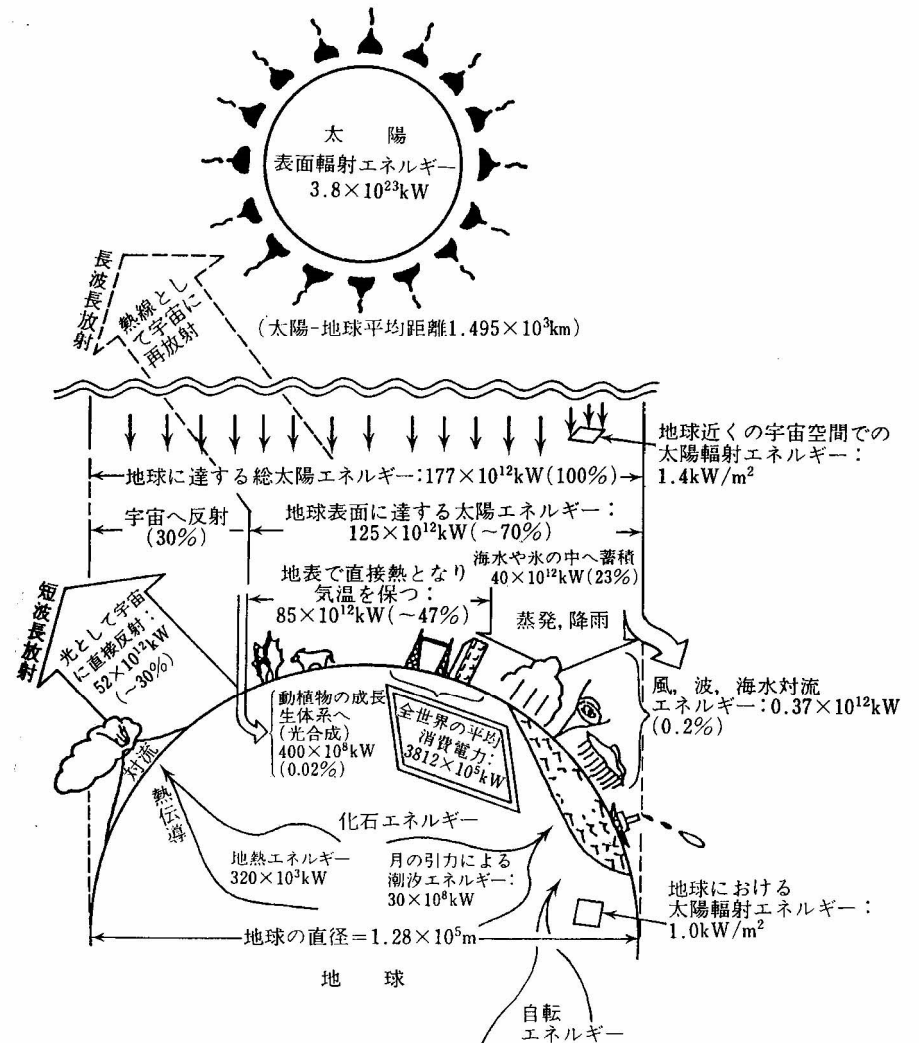 太　陽
表面輻射エネルギー
3.8×10²³kW
長波長放射
熱線とし
て宇宙に
再放射
(太陽-地球平均距離1.495×10³km)
地球近くの宇宙空間での
太陽輻射エネルギー：
1.4kW/m²
地球に達する総太陽エネルギー：177×10¹²kW(100%)
宇宙へ反射
(30%)
地球表面に達する太陽エネルギー：
125×10¹²kW(～70%)
海水や氷の中へ蓄積
40×10¹²kW(23%)
地表で直接熱となり
気温を保つ：
85×10¹²kW(～47%)
蒸発，降雨
短波長放射
光として宇宙
に直接反射：
52×10¹²kW
(～30%)
風，波，海水対流
エネルギー：0.37×10¹²kW
(0.2%)
動植物の成長
生体系へ
(光合成)
400×10⁸kW
(0.02%)
全世界の平均
消費電力：
3812×10⁵kW
対流
熱伝導
化石エネルギー
地熱エネルギー
320×10³kW
月の引力による
潮汐エネルギー：
30×10⁸kW
地球における
太陽輻射エネルギー：
1.0kW/m²
地球の直径＝1.28×10⁵m
地　球
自転
エネルギー